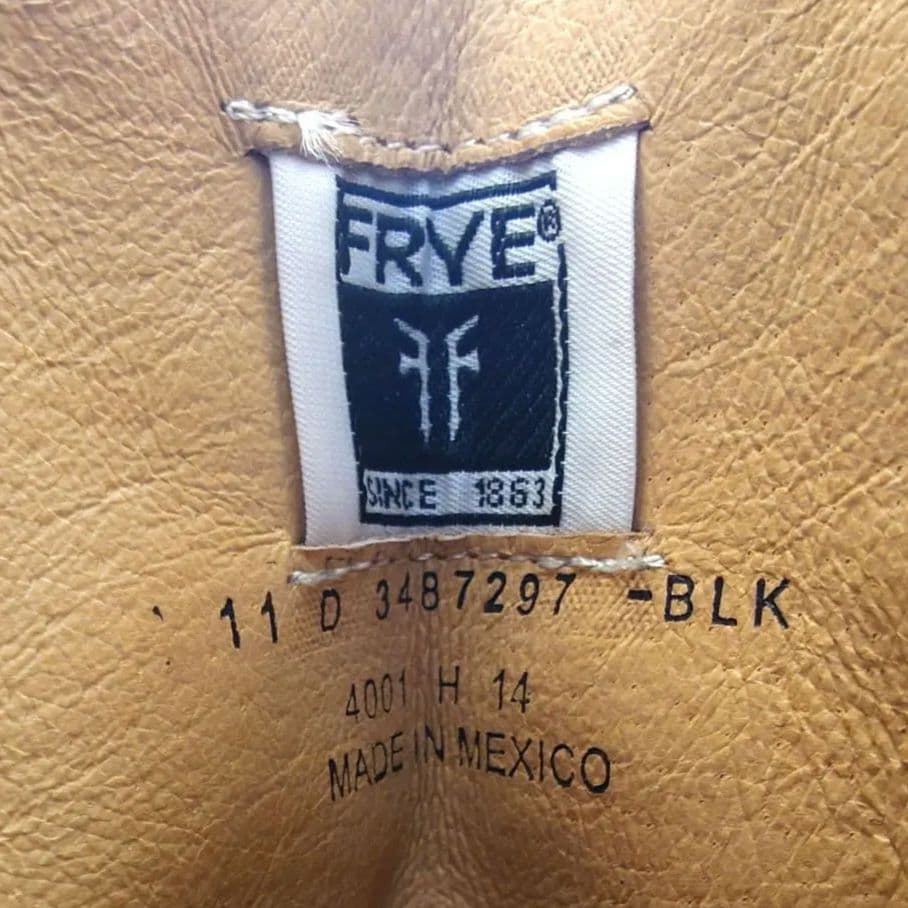 FRYE®
SINCE 1863
11 D 3487297 -BLK
4001 H 14
MADE IN MEXICO